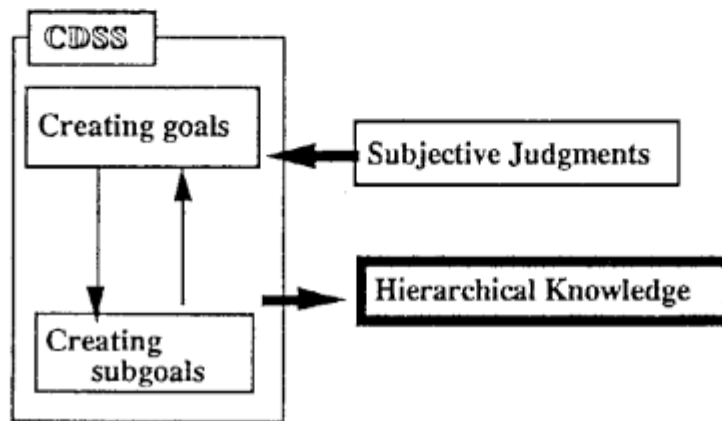 CDSS
Creating goals
Subjective Judgments
Hierarchical Knowledge
Creating
subgoals